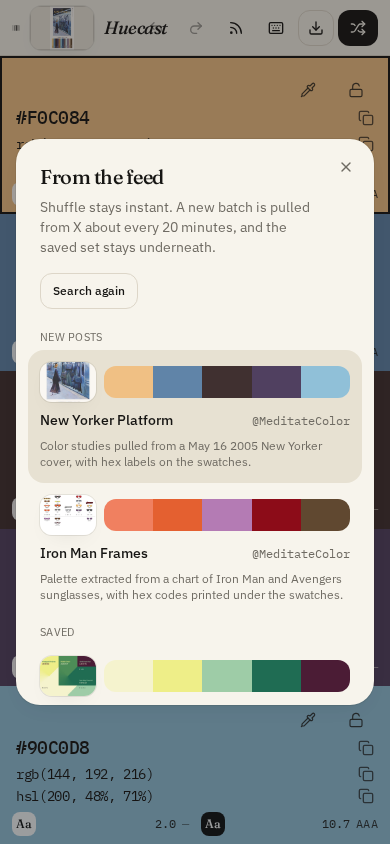 Huecast
#F0C084
From the feed
Shuffle stays instant. A new batch is pulled
from X about every 20 minutes, and the
saved set stays underneath.
Search again
NEW POSTS
New Yorker Platform @MeditateColor
Color studies pulled from a May 16 2005 New Yorker
cover, with hex labels on the swatches.
Iron Man Frames @MeditateColor
Palette extracted from a chart of Iron Man and Avengers
sunglasses, with hex codes printed under the swatches.
SAVED
#90C0D8
rgb(144, 192, 216)
hsl(200, 48%, 71%)
Aa 2.0 — Aa 10.7 AAA